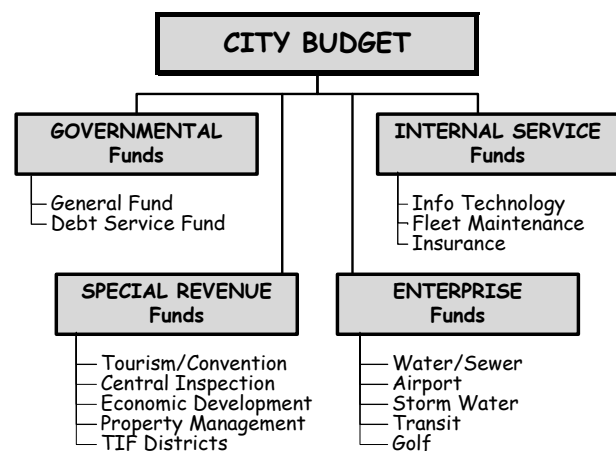 CITY BUDGET
GOVERNMENTAL
Funds
General Fund
Debt Service Fund
INTERNAL SERVICE
Funds
Info Technology
Fleet Maintenance
Insurance
SPECIAL REVENUE
Funds
Tourism/Convention
Central Inspection
Economic Development
Property Management
TIF Districts
ENTERPRISE
Funds
Water/Sewer
Airport
Storm Water
Transit
Golf